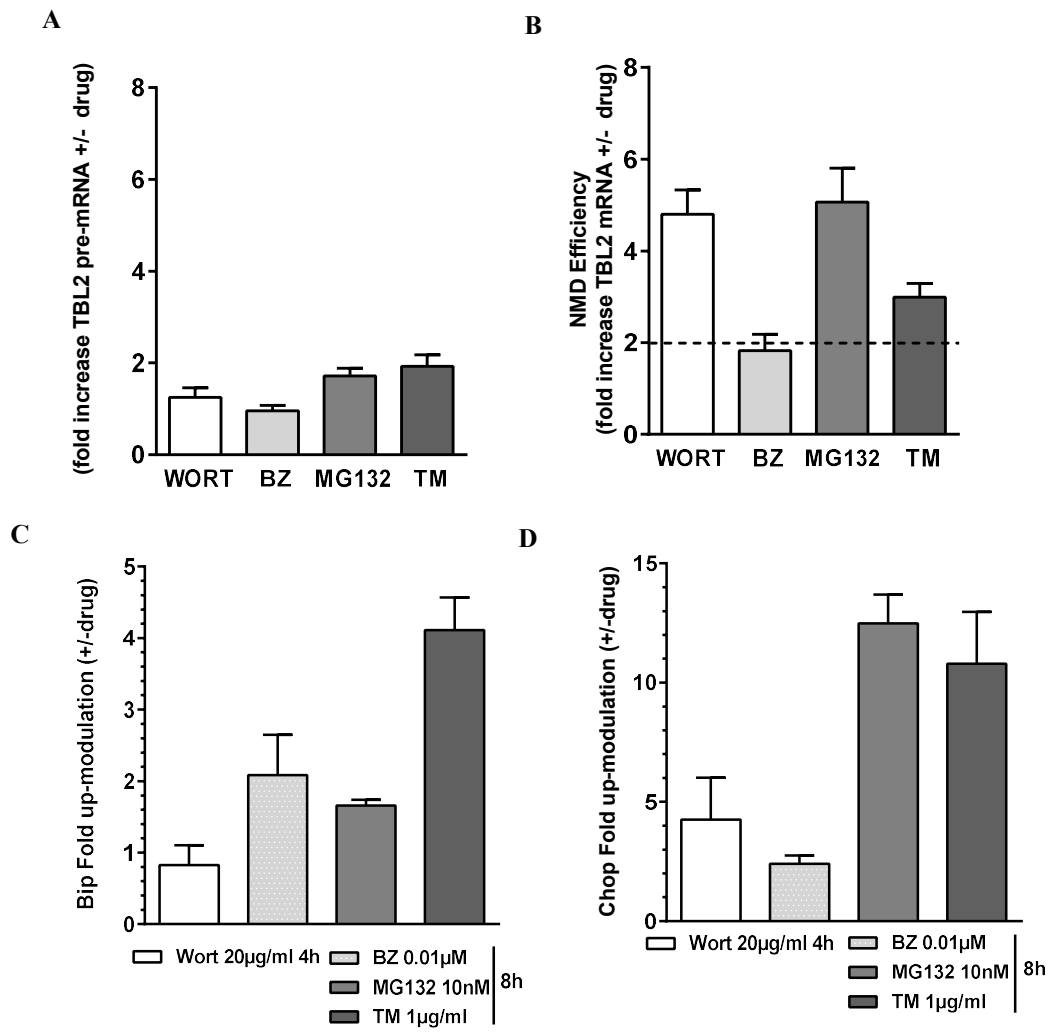 A
(fold increase TBL2 pre-mRNA +/- drug)
8
6
4
2
0
WORT BZ MG132 TM
B
NMD Efficiency
(fold increase TBL2 mRNA +/- drug)
8
6
4
2
0
WORT BZ MG132 TM
C
Bip Fold up-modulation (+/-drug)
5
4
3
2
1
0
Wort 20µg/ml 4h
BZ 0.01µM
MG132 10nM
TM 1µg/ml
8h
D
Chop Fold up-modulation (+/-drug)
15
10
5
0
Wort 20µg/ml 4h
BZ 0.01µM
MG132 10nM
TM 1µg/ml
8h